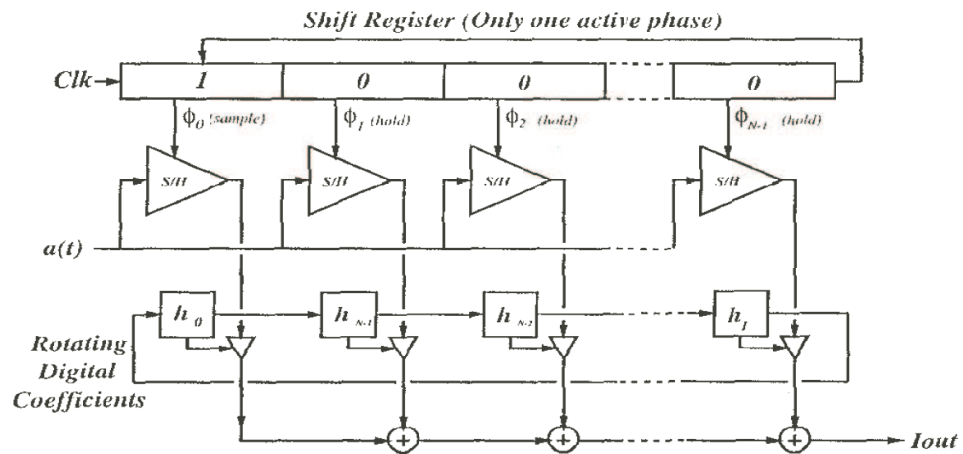 Shift Register (Only one active phase)
Clk 1 0 0 0
ϕ0 (sample) ϕ1 (hold) ϕ2 (hold) ϕN-1 (hold)
S/H S/H S/H S/H
a(t)
h0 hN-1 hN-2 h1
Rotating
Digital
Coefficients
+ + +
Iout